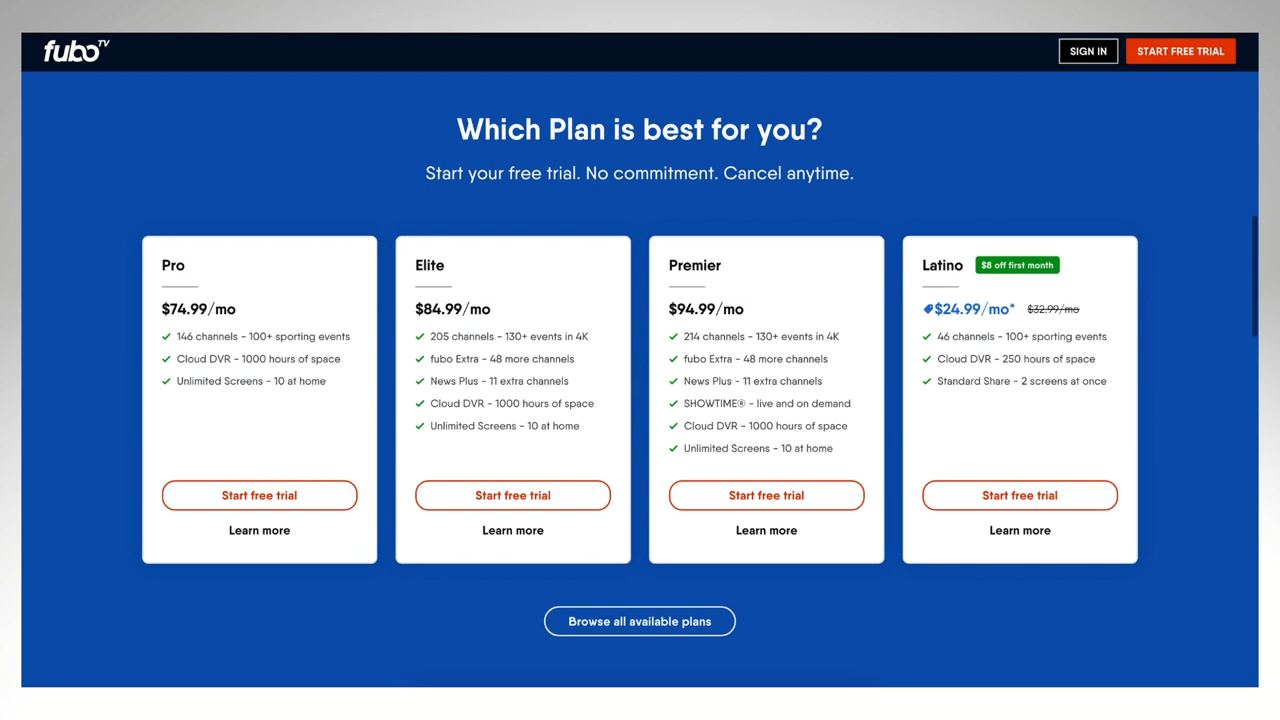 fubo TV
SIGN IN
START FREE TRIAL
Which Plan is best for you?
Start your free trial. No commitment. Cancel anytime.
Pro
$74.99/mo
146 channels - 100+ sporting events
Cloud DVR - 1000 hours of space
Unlimited Screens - 10 at home
Start free trial
Learn more
Elite
$84.99/mo
205 channels - 130+ events in 4K
fubo Extra - 48 more channels
News Plus - 11 extra channels
Cloud DVR - 1000 hours of space
Unlimited Screens - 10 at home
Start free trial
Learn more
Premier
$94.99/mo
214 channels - 130+ events in 4K
fubo Extra - 48 more channels
News Plus - 11 extra channels
SHOWTIME® - live and on demand
Cloud DVR - 1000 hours of space
Unlimited Screens - 10 at home
Start free trial
Learn more
Latino $8 off first month
$24.99/mo* $32.99/mo
46 channels - 100+ sporting events
Cloud DVR - 250 hours of space
Standard Share - 2 screens at once
Start free trial
Learn more
Browse all available plans